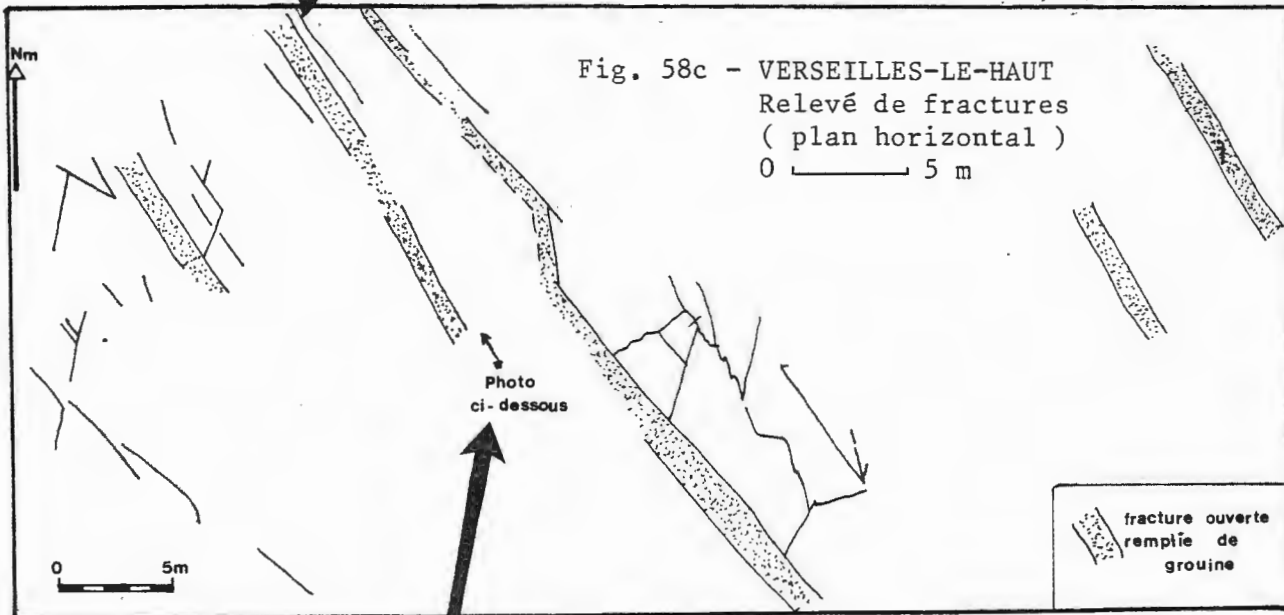 Nm
Fig. 58c - VERSEILLES-LE-HAUT
Relevé de fractures
( plan horizontal )
0 5 m
Photo
ci-dessous
0 5m
fracture ouverte
remplie de
grouine